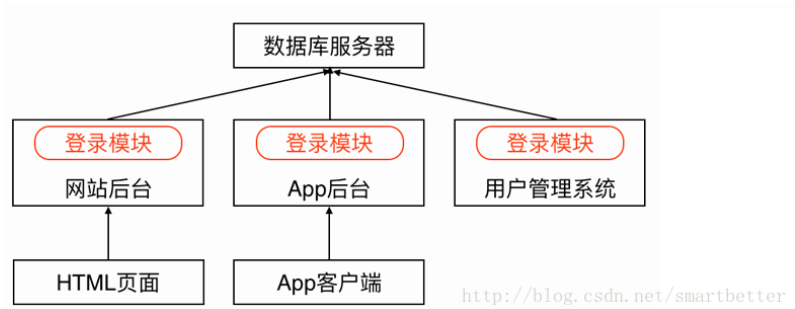 数据库服务器
登录模块
登录模块
登录模块
网站后台
App后台
用户管理系统
HTML页面
App客户端
http://blog.csdn.net/smartbetter